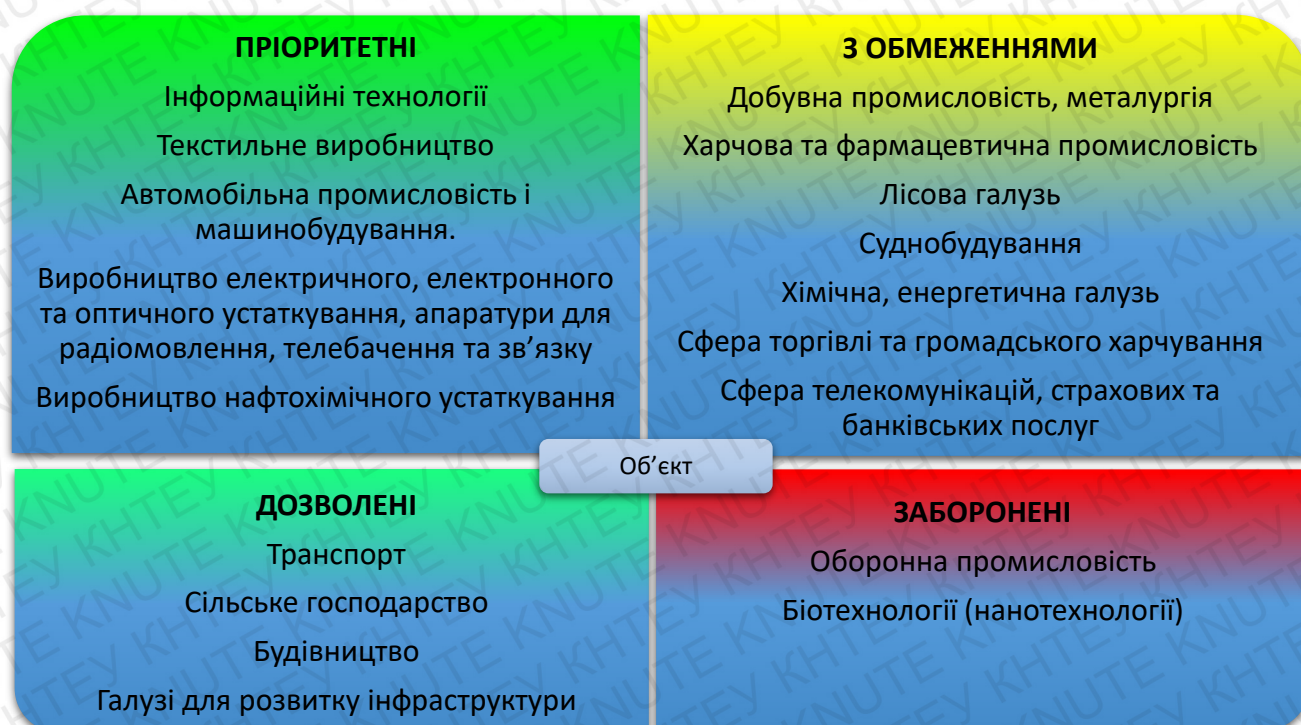 ПРІОРИТЕТНІ
Інформаційні технології
Текстильне виробництво
Автомобільна промисловість і
машинобудування.
Виробництво електричного, електронного
та оптичного устаткування, апаратури для
радіомовлення, телебачення та зв’язку
Виробництво нафтохімічного устаткування
З ОБМЕЖЕННЯМИ
Добувна промисловість, металургія
Харчова та фармацевтична промисловість
Лісова галузь
Суднобудування
Хімічна, енергетична галузь
Сфера торгівлі та громадського харчування
Сфера телекомунікацій, страхових та
банківських послуг
Об’єкт
ДОЗВОЛЕНІ
Транспорт
Сільське господарство
Будівництво
Галузі для розвитку інфраструктури
ЗАБОРОНЕНІ
Оборонна промисловість
Біотехнології (нанотехнології)